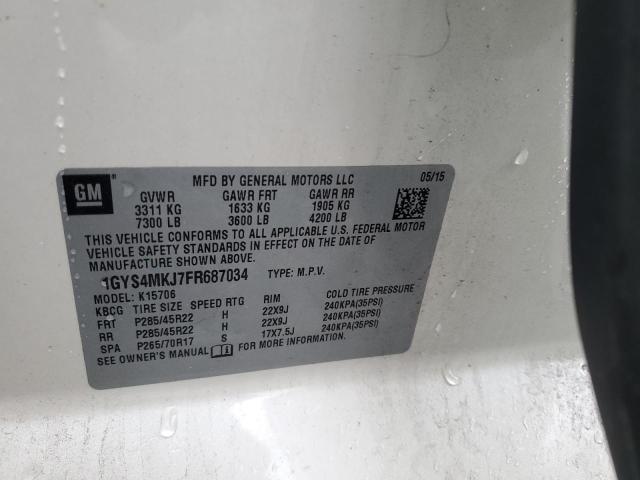 GM
MFD BY GENERAL MOTORS LLC 05/15
GVWR GAWR FRT GAWR RR
3311 KG 1633 KG 1905 KG
7300 LB 3600 LB 4200 LB
THIS VEHICLE CONFORMS TO ALL APPLICABLE U.S. FEDERAL MOTOR
VEHICLE SAFETY STANDARDS IN EFFECT ON THE DATE OF
MANUFACTURE SHOWN ABOVE.
1GYS4MKJ7FR687034 TYPE: M.P.V.
MODEL: K15706
KBCG TIRE SIZE SPEED RTG RIM COLD TIRE PRESSURE
FRT P285/45R22 H 22X9J 240KPA(35PSI)
RR P285/45R22 H 22X9J 240KPA(35PSI)
SPA P265/70R17 S 17X7.5J 240KPA(35PSI)
SEE OWNER'S MANUAL FOR MORE INFORMATION.